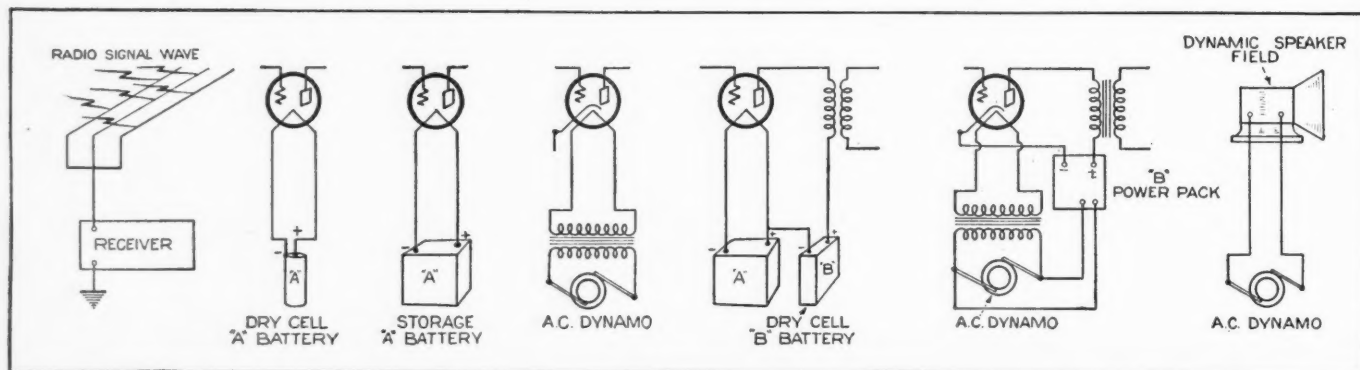 RADIO SIGNAL WAVE
RECEIVER
- +
"A"
DRY CELL
"A" BATTERY
- +
"A"
STORAGE
"A" BATTERY
A.C. DYNAMO
- +
"A"
- +
"B"
DRY CELL
"B" BATTERY
- +
"B"
POWER PACK
A.C. DYNAMO
DYNAMIC SPEAKER
FIELD
A.C. DYNAMO